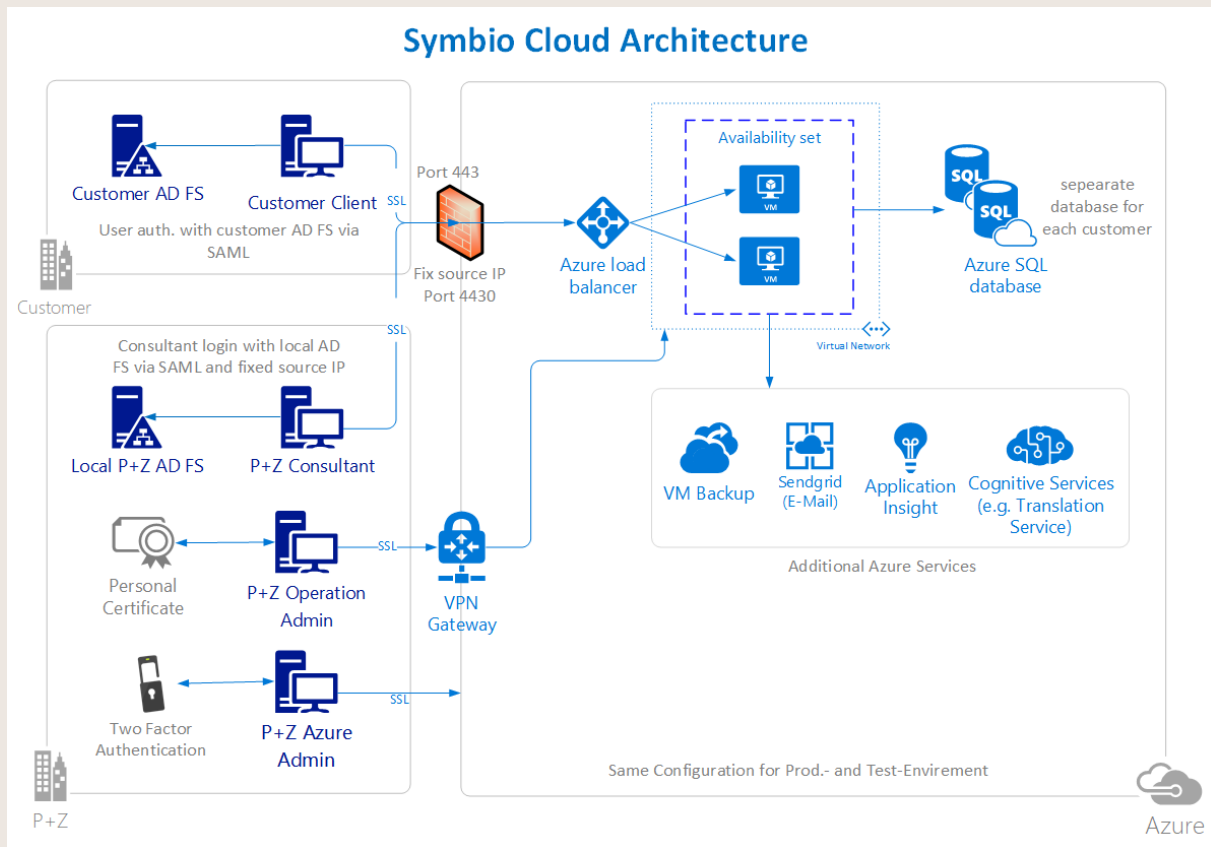 Symbio Cloud Architecture
Customer AD FS
Customer Client
User auth. with customer AD FS via
SAML
Customer
SSL
Port 443
Fix source IP
Port 4430
Azure load
balancer
Availability set
VM
VM
Virtual Network
SQL
SQL
Azure SQL
database
sepearate
database for
each customer
SSL
Consultant login with local AD
FS via SAML and fixed source IP
Local P+Z AD FS
P+Z Consultant
Personal
Certificate
P+Z Operation
Admin
SSL
VPN
Gateway
Two Factor
Authentication
P+Z Azure
Admin
SSL
P+Z
VM Backup
Sendgrid
(E-Mail)
Application
Insight
Cognitive Services
(e.g. Translation
Service)
Additional Azure Services
Same Configuration for Prod.- and Test-Envirement
Azure